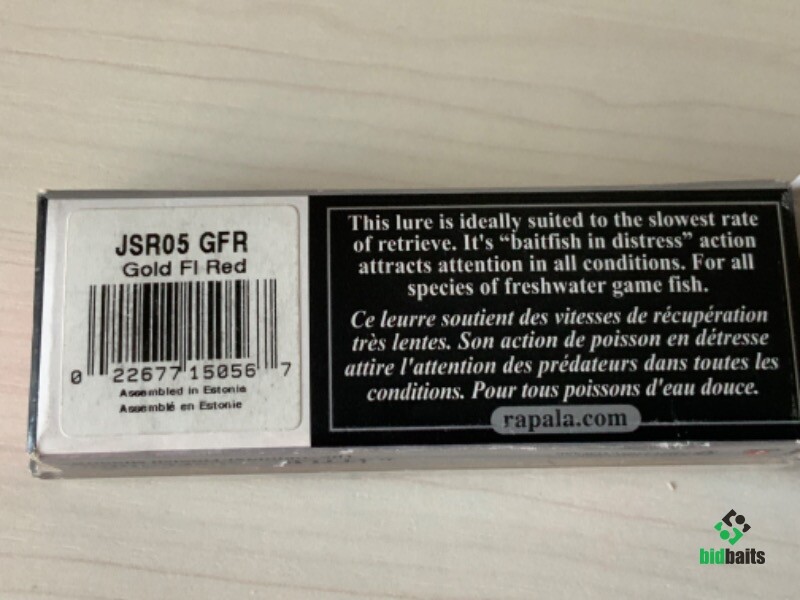 JSR05 GFR
Gold Fl Red
0 22677 15056 7
Assembled in Estonie
Assemblé en Estonie
This lure is ideally suited to the slowest rate
of retrieve. It's “baitfish in distress” action
attracts attention in all conditions. For all
species of freshwater game fish.
Ce leurre soutient des vitesses de récupération
très lentes. Son action de poisson en détresse
attire l'attention des prédateurs dans toutes les
conditions. Pour tous poissons d'eau douce.
rapala.com
bidbaits